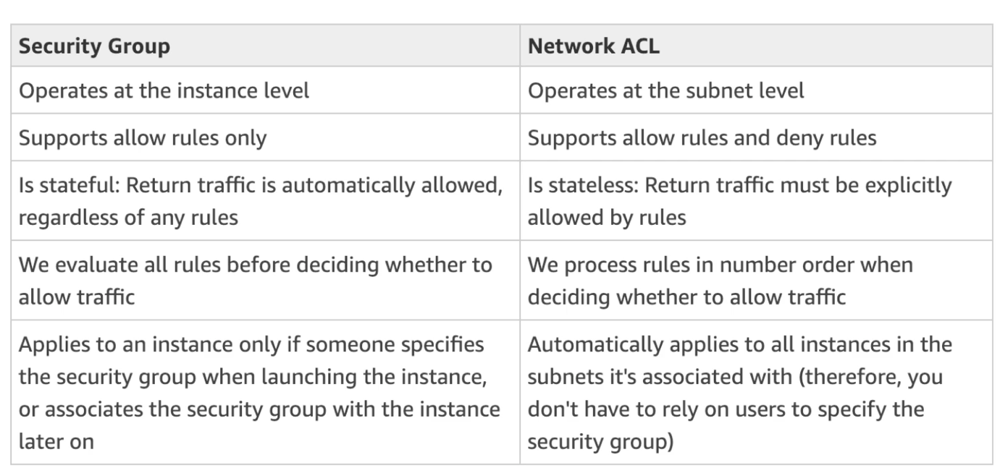 Security Group
Network ACL
Operates at the instance level
Operates at the subnet level
Supports allow rules only
Supports allow rules and deny rules
Is stateful: Return traffic is automatically allowed,
regardless of any rules
Is stateless: Return traffic must be explicitly
allowed by rules
We evaluate all rules before deciding whether to
allow traffic
We process rules in number order when
deciding whether to allow traffic
Applies to an instance only if someone specifies
the security group when launching the instance,
or associates the security group with the instance
later on
Automatically applies to all instances in the
subnets it's associated with (therefore, you
don't have to rely on users to specify the
security group)